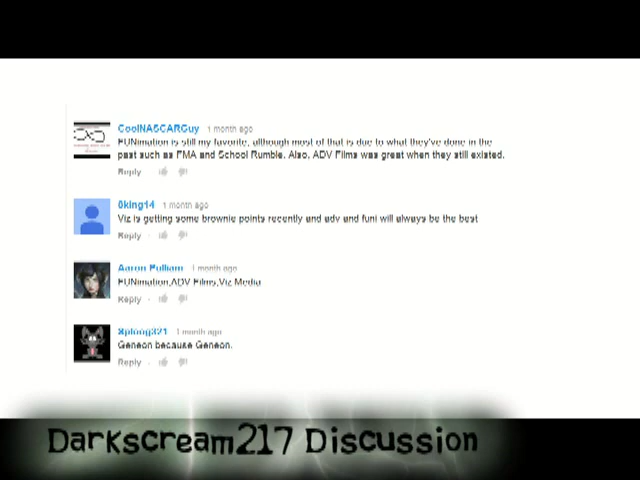 CoolNASCARGuy 1 month ago
FUNimation is still my favorite, although most of that is due to what they've done in the
past such as FMA and School Rumble. Also, ADV Films was great when they still existed.
Reply
0king14 1 month ago
Viz is getting some brownie points recently and adv and funi will always be the best
Reply
Aaron Pulliam 1 month ago
FUNimation,ADV Films,Viz Media
Reply
Splong321 1 month ago
Geneon because Geneon.
Reply
Darkscream217 Discussion